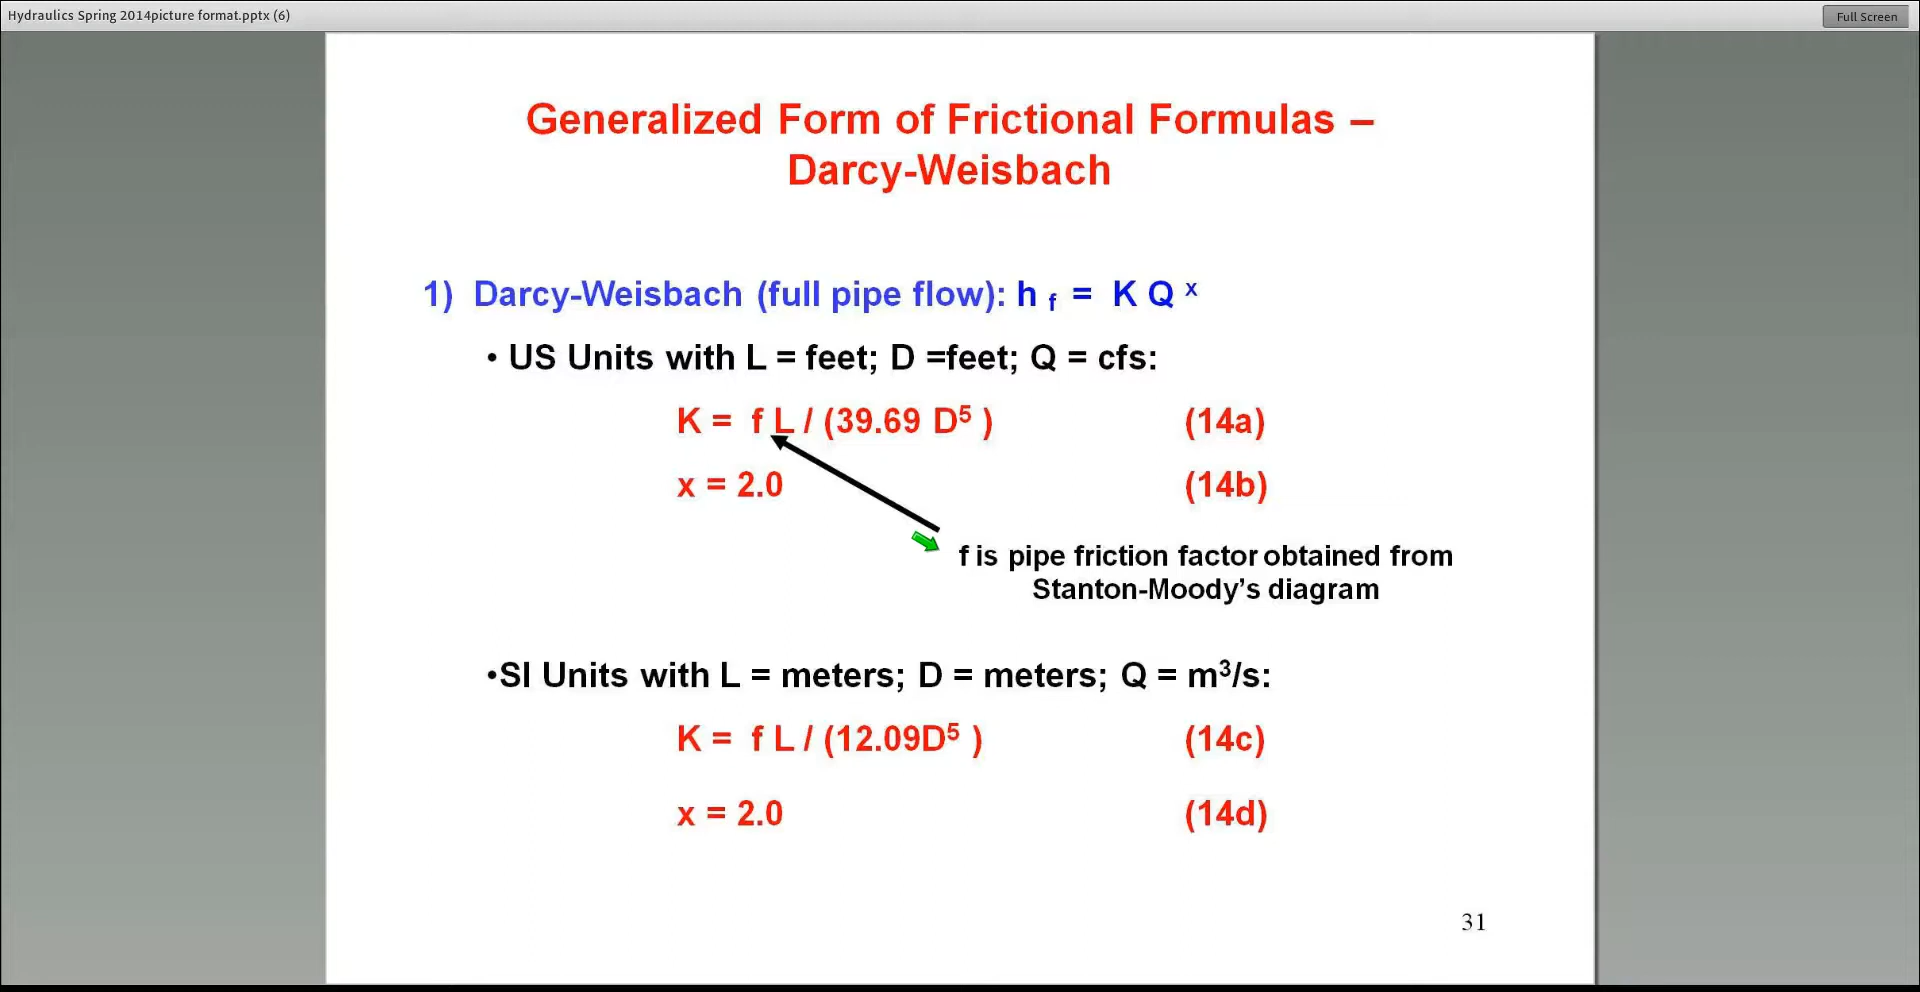 Hydraulics Spring 2014picture format.pptx (6)
Full Screen
Generalized Form of Frictional Formulas –
Darcy-Weisbach
1) Darcy-Weisbach (full pipe flow): h f = K Q x
• US Units with L = feet; D =feet; Q = cfs:
K = f L / (39.69 D⁵ ) (14a)
x = 2.0 (14b)
f is pipe friction factor obtained from
Stanton-Moody’s diagram
•SI Units with L = meters; D = meters; Q = m³/s:
K = f L / (12.09D⁵ ) (14c)
x = 2.0 (14d)
31